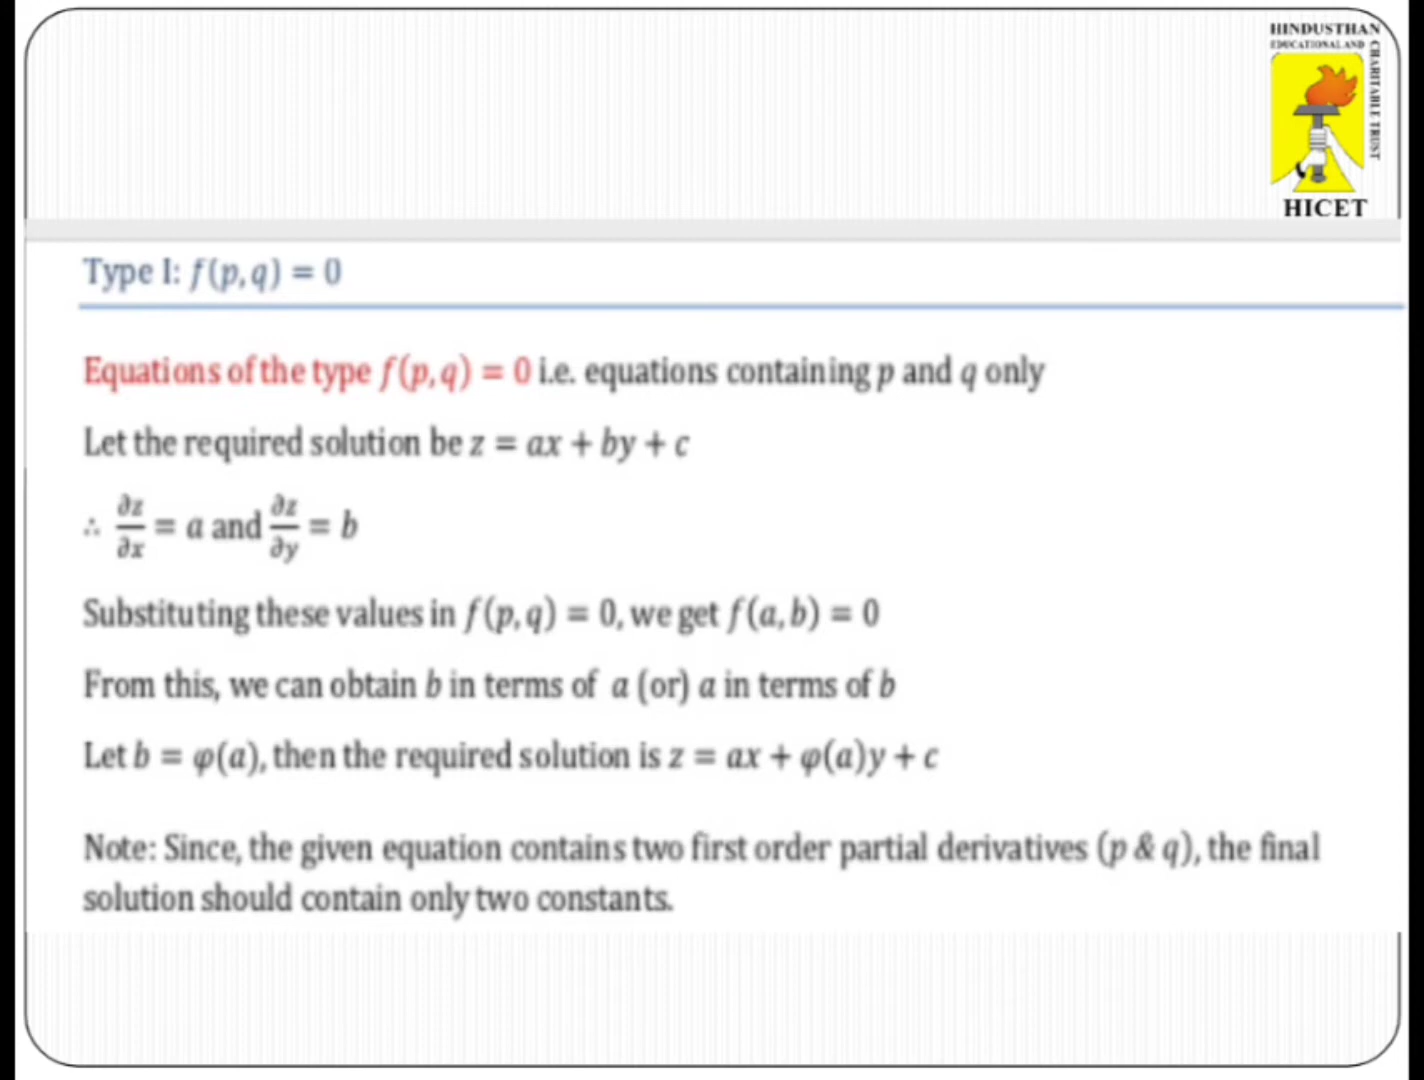 HINDUSTHAN
EDUCATIONAL AND
CHARITABLE TRUST
HICET
Type I: f(p, q) = 0
Equations of the type f(p, q) = 0 i.e. equations containing p and q only
Let the required solution be z = ax + by + c
∴ ∂z/∂x = a and ∂z/∂y = b
Substituting these values in f(p, q) = 0, we get f(a, b) = 0
From this, we can obtain b in terms of a (or) a in terms of b
Let b = φ(a), then the required solution is z = ax + φ(a)y + c
Note: Since, the given equation contains two first order partial derivatives (p & q), the final
solution should contain only two constants.